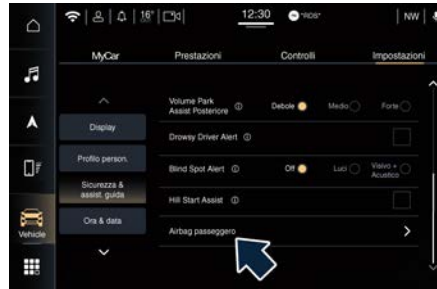 16°
12:30
NW
MyCar
Prestazioni
Controlli
Impostazioni
Volume Park
Assist Posteriore
Debole
Medio
Forte
Display
Drowsy Driver Alert
Profilo person.
Blind Spot Alert
Off
Luci
Visivo +
Acustico
Sicurezza &
assist. guida
Hill Start Assist
Ora & data
Airbag passeggero
Vehicle